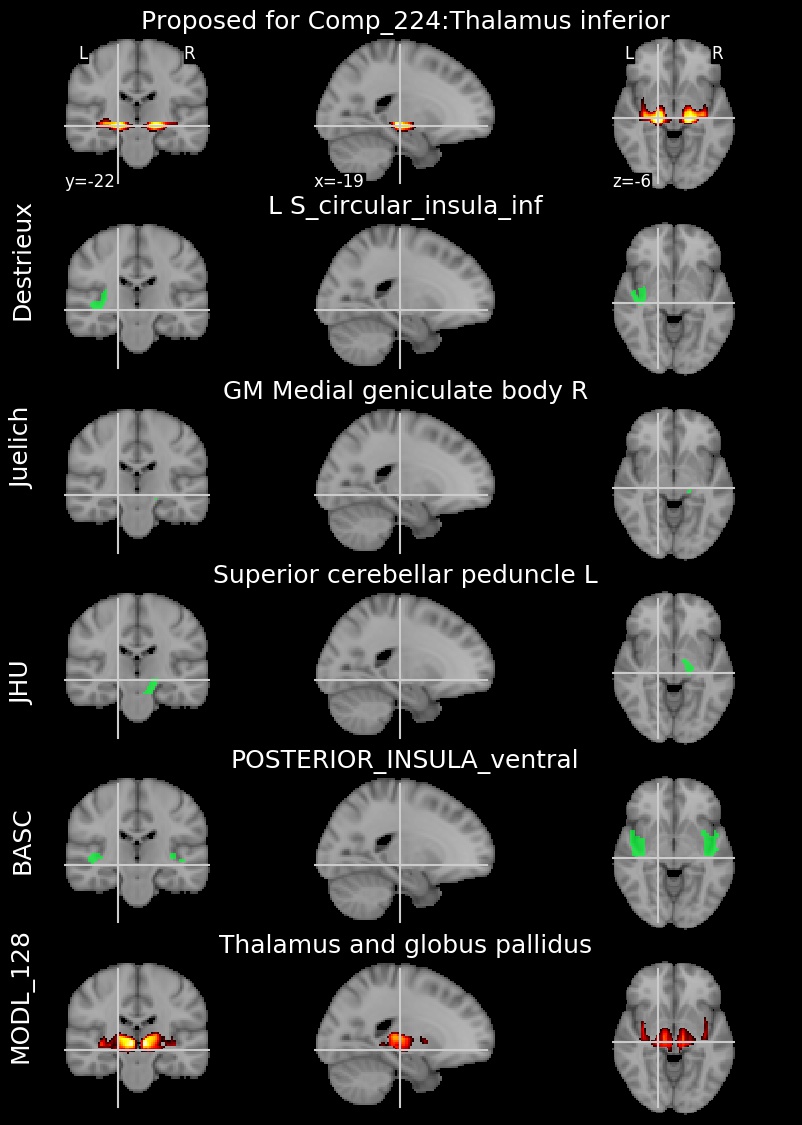 Proposed for Comp_224:Thalamus inferior
L R L R
y=-22 x=-19 z=-6
Destrieux
L S_circular_insula_inf
Juelich
GM Medial geniculate body R
JHU
Superior cerebellar peduncle L
BASC
POSTERIOR_INSULA_ventral
MODL_128
Thalamus and globus pallidus